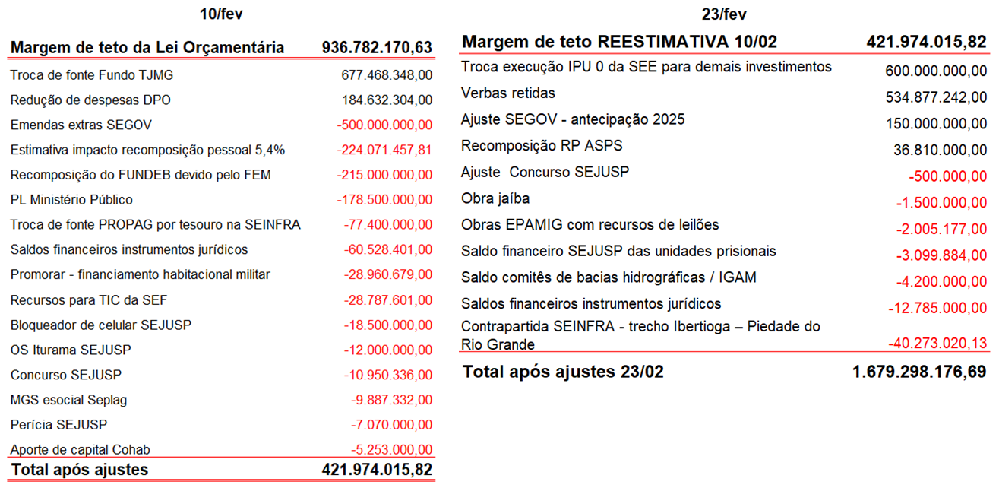 10/fev
Margem de teto da Lei Orçamentária 936.782.170,63
Troca de fonte Fundo TJMG 677.468.348,00
Redução de despesas DPO 184.632.304,00
Emendas extras SEGOV -500.000.000,00
Estimativa impacto recomposição pessoal 5,4% -224.071.457,81
Recomposição do FUNDEB devido pelo FEM -215.000.000,00
PL Ministério Público -178.500.000,00
Troca de fonte PROPAG por tesouro na SEINFRA -77.400.000,00
Saldos financeiros instrumentos jurídicos -60.528.401,00
Promorar - financiamento habitacional militar -28.960.679,00
Recursos para TIC da SEF -28.787.601,00
Bloqueador de celular SEJUSP -18.500.000,00
OS Iturama SEJUSP -12.000.000,00
Concurso SEJUSP -10.950.336,00
MGS esocial Seplag -9.887.332,00
Perícia SEJUSP -7.070.000,00
Aporte de capital Cohab -5.253.000,00
Total após ajustes 421.974.015,82
23/fev
Margem de teto REESTIMATIVA 10/02 421.974.015,82
Troca execução IPU 0 da SEE para demais investimentos 600.000.000,00
Verbas retidas 534.877.242,00
Ajuste SEGOV - antecipação 2025 150.000.000,00
Recomposição RP ASPS 36.810.000,00
Ajuste  Concurso SEJUSP -500.000,00
Obra jaíba -1.500.000,00
Obras EPAMIG com recursos de leilões -2.005.177,00
Saldo financeiro SEJUSP das unidades prisionais -3.099.884,00
Saldo comitês de bacias hidrográficas / IGAM -4.200.000,00
Saldos financeiros instrumentos jurídicos -12.785.000,00
Contrapartida SEINFRA - trecho Ibertioga – Piedade do
Rio Grande -40.273.020,13
Total após ajustes 23/02 1.679.298.176,69